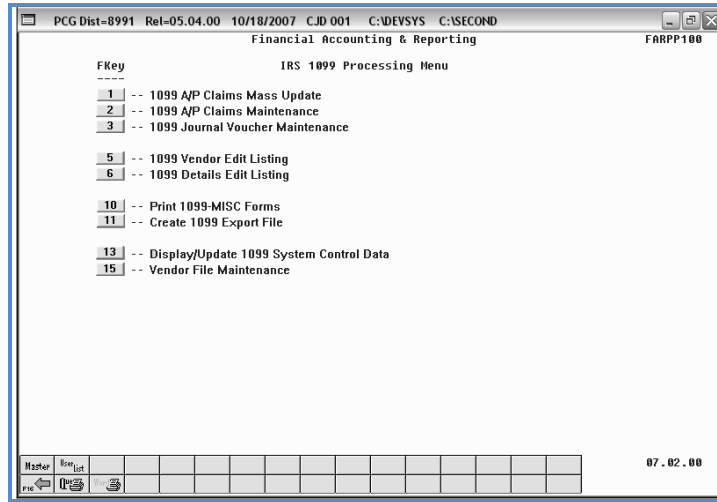 PCG Dist=8991 Rel=05.04.00 10/18/2007 CJD 001 C:\DEVSYS C:\SECOND
Financial Accounting & Reporting FARPP100
FKey IRS 1099 Processing Menu
----
1 -- 1099 A/P Claims Mass Update
2 -- 1099 A/P Claims Maintenance
3 -- 1099 Journal Voucher Maintenance
5 -- 1099 Vendor Edit Listing
6 -- 1099 Details Edit Listing
10 -- Print 1099-MISC Forms
11 -- Create 1099 Export File
13 -- Display/Update 1099 System Control Data
15 -- Vendor File Maintenance
Master User List 07.02.00
F16